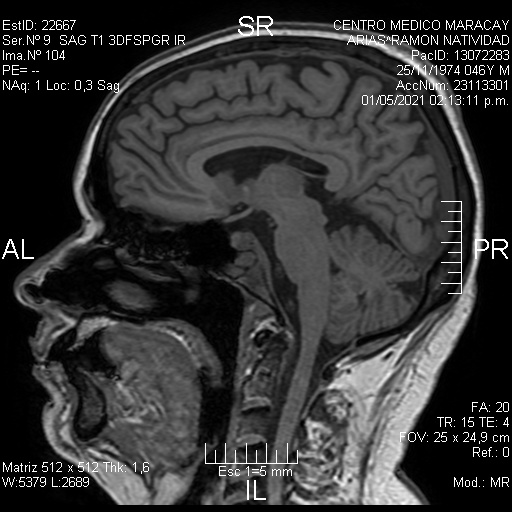 EstID: 22667
Ser.Nº 9 SAG T1 3DFSPGR IR
Ima.Nº 104
PE= --
NAq: 1 Loc: 0,3 Sag
SR
CENTRO MEDICO MARACAY
ARIAS^RAMON NATIVIDAD
PacID: 13072283
25/11/1974 046Y M
AccNum: 23113301
01/05/2021 02:13:11 p.m.
AL
PR
Matriz 512 x 512 Thk: 1,6
W:5379 L:2689
Esc 1=5 mm
IL
FA: 20
TR: 15 TE: 4
FOV: 25 x 24,9 cm
Ref.: 0
Mod.: MR